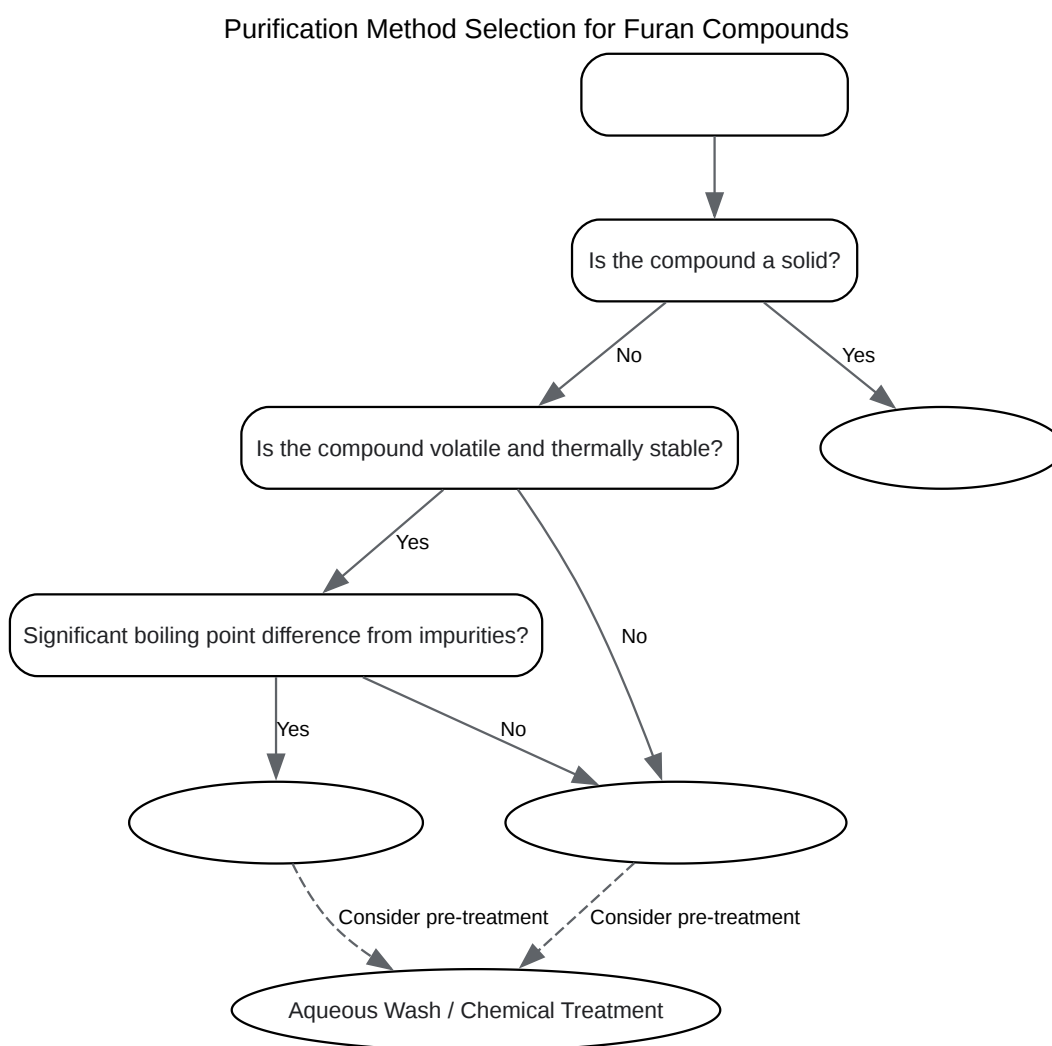 Purification Method Selection for Furan Compounds
Is the compound a solid?
No
Yes
Is the compound volatile and thermally stable?
Yes
No
Significant boiling point difference from impurities?
Yes
No
Consider pre-treatment
Consider pre-treatment
Aqueous Wash / Chemical Treatment